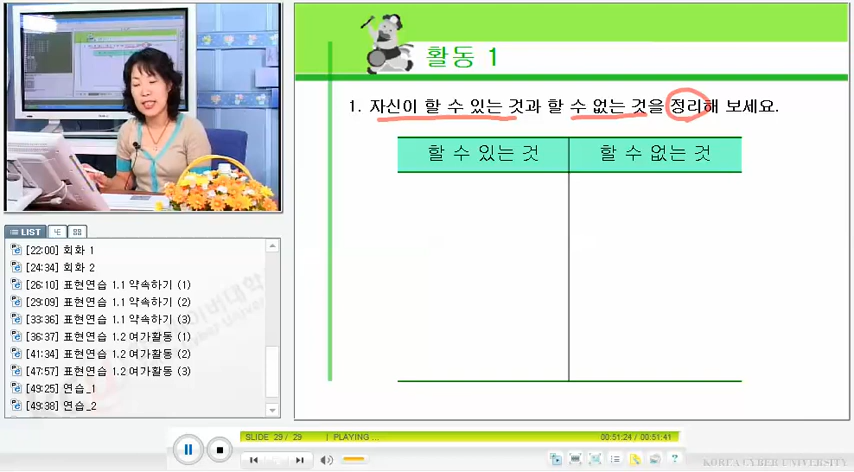 활동 1
1. 자신이 할 수 있는 것과 할 수 없는 것을 정리해 보세요.
할 수 있는 것
할 수 없는 것
LIST
[22:00] 회화 1
[24:34] 회화 2
[26:10] 표현연습 1.1 약속하기 (1)
[29:09] 표현연습 1.1 약속하기 (2)
[33:36] 표현연습 1.1 약속하기 (3)
[36:37] 표현연습 1.2 여가활동 (1)
[41:34] 표현연습 1.2 여가활동 (2)
[47:57] 표현연습 1.2 여가활동 (3)
[49:25] 연습_1
[49:38] 연습_2
SLIDE 29 / 29 | PLAYING ...
00:51:24 / 00:51:41
KOREA CYBER UNIVERSITY